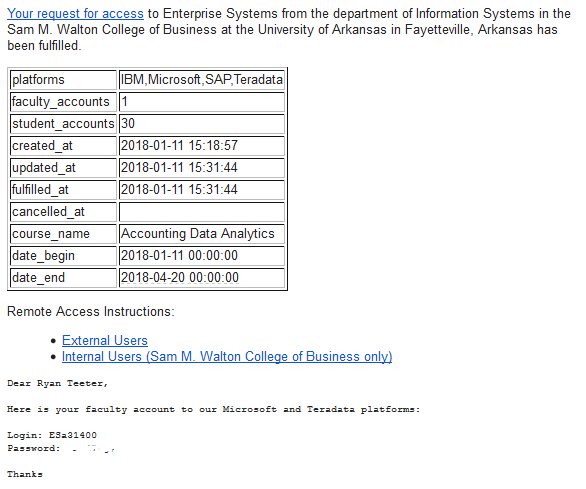 Your request for access to Enterprise Systems from the department of Information Systems in the
Sam M. Walton College of Business at the University of Arkansas in Fayetteville, Arkansas has
been fulfilled.
platforms IBM,Microsoft,SAP,Teradata
faculty_accounts 1
student_accounts 30
created_at 2018-01-11 15:18:57
updated_at 2018-01-11 15:31:44
fulfilled_at 2018-01-11 15:31:44
cancelled_at
course_name Accounting Data Analytics
date_begin 2018-01-11 00:00:00
date_end 2018-04-20 00:00:00
Remote Access Instructions:
• External Users
• Internal Users (Sam M. Walton College of Business only)
Dear Ryan Teeter,
Here is your faculty account to our Microsoft and Teradata platforms:
Login: ESa31400
Password:
Thanks